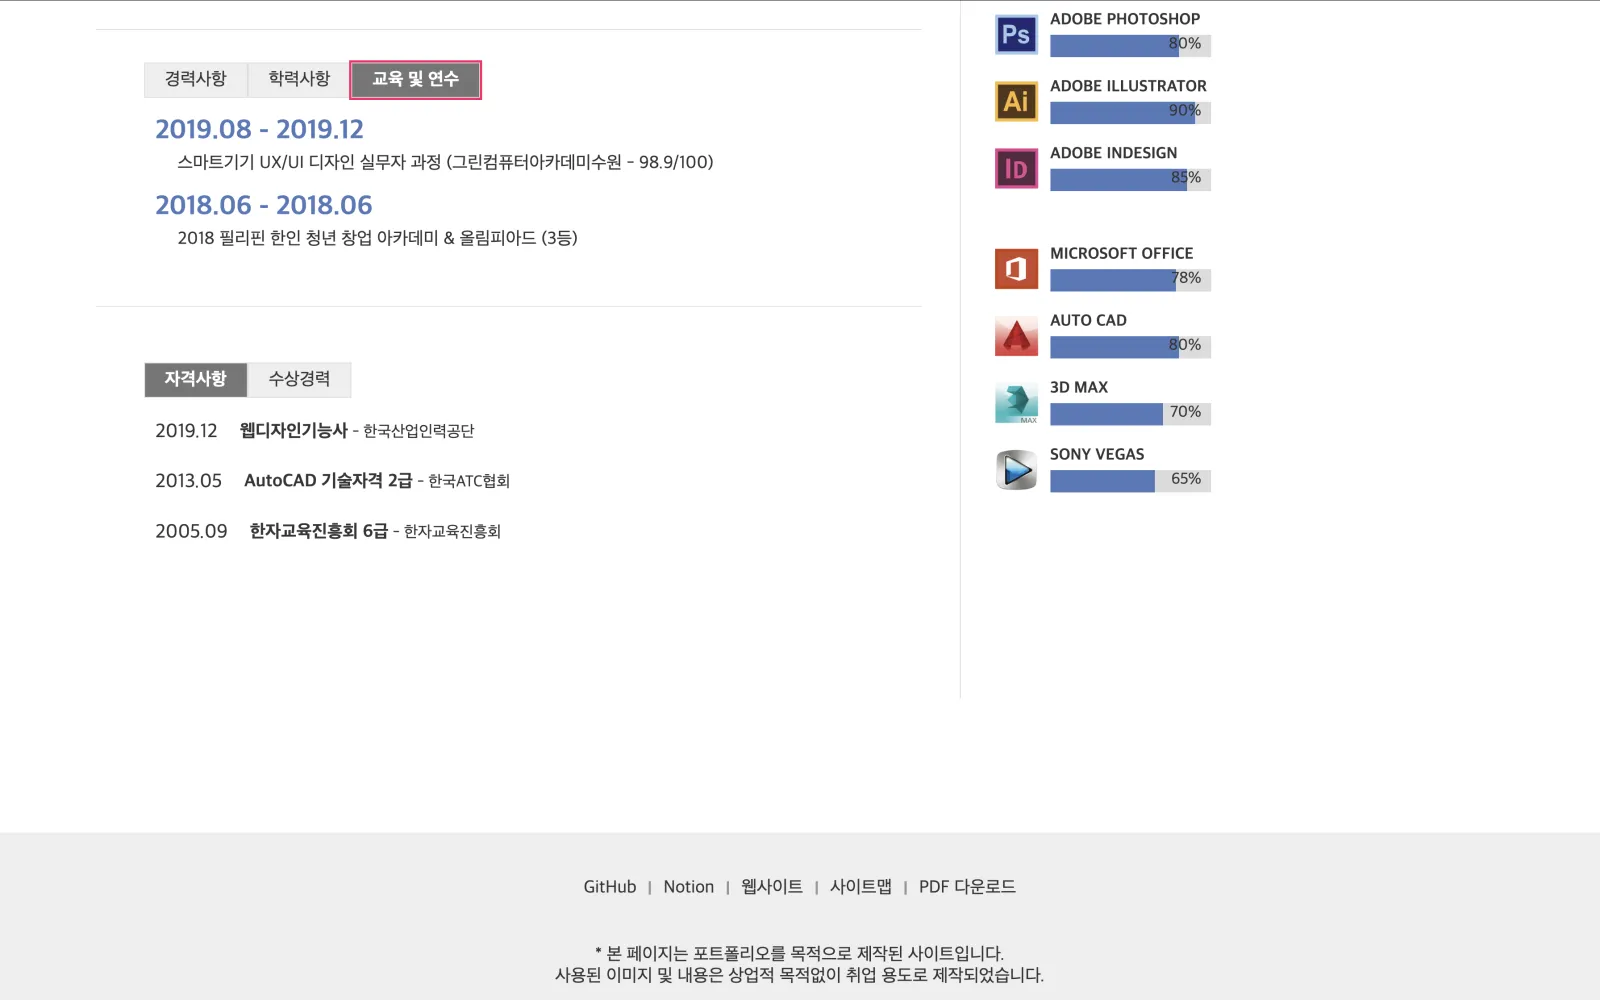 경력사항 학력사항 교육 및 연수
2019.08 - 2019.12
스마트기기 UX/UI 디자인 실무자 과정 (그린컴퓨터아카데미수원 - 98.9/100)
2018.06 - 2018.06
2018 필리핀 한인 청년 창업 아카데미 & 올림피아드 (3등)
자격사항 수상경력
2019.12 웹디자인기능사 - 한국산업인력공단
2013.05 AutoCAD 기술자격 2급 - 한국ATC협회
2005.09 한자교육진흥회 6급 - 한자교육진흥회
Ps ADOBE PHOTOSHOP
80%
Ai ADOBE ILLUSTRATOR
90%
Id ADOBE INDESIGN
85%
MICROSOFT OFFICE
78%
AUTO CAD
80%
3D MAX
MAX 70%
SONY VEGAS
65%
GitHub | Notion | 웹사이트 | 사이트맵 | PDF 다운로드
* 본 페이지는 포트폴리오를 목적으로 제작된 사이트입니다.
사용된 이미지 및 내용은 상업적 목적없이 취업 용도로 제작되었습니다.